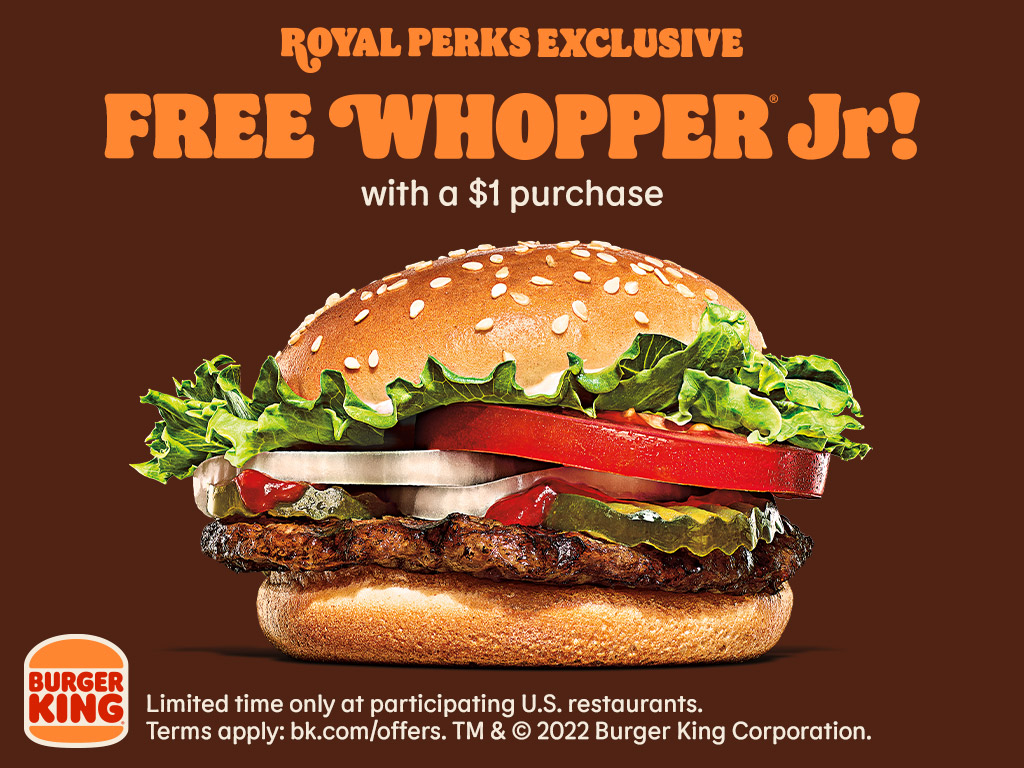 ROYAL PERKS EXCLUSIVE
FREE WHOPPER® Jr!
with a $1 purchase
BURGER
KING
Limited time only at participating U.S. restaurants.
Terms apply: bk.com/offers. TM & © 2022 Burger King Corporation.